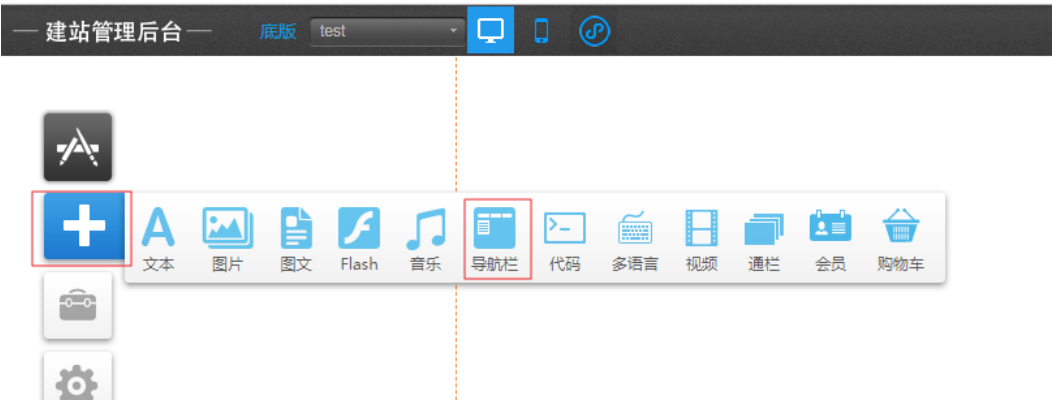 建站管理后台 底版 test
文本 图片 图文 Flash 音乐 导航栏 代码 多语言 视频 通栏 会员 购物车